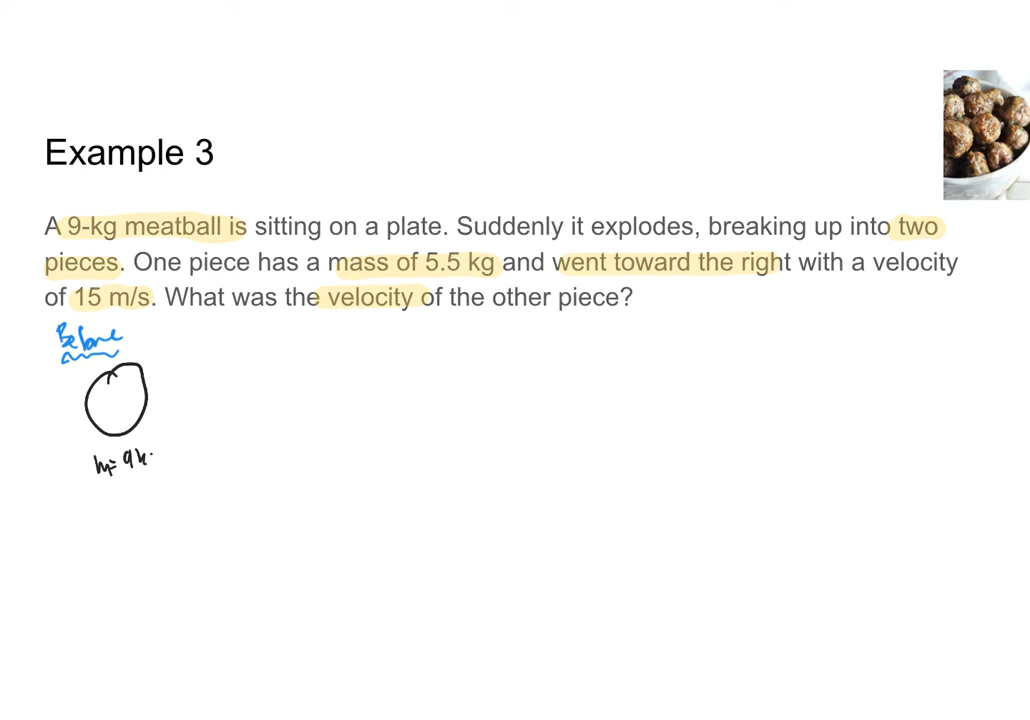 Example 3
A 9-kg meatball is sitting on a plate. Suddenly it explodes, breaking up into two
pieces. One piece has a mass of 5.5 kg and went toward the right with a velocity
of 15 m/s. What was the velocity of the other piece?
Before
m= 9k